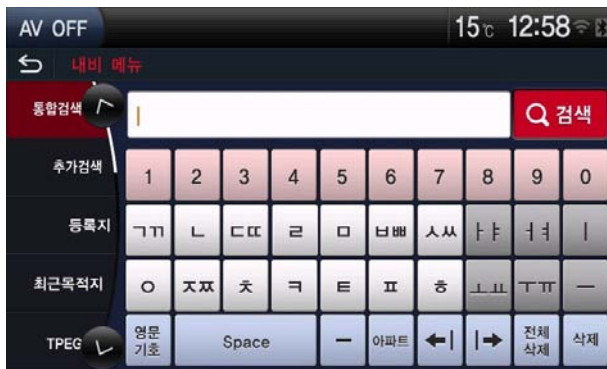 AV OFF 15℃ 12:58
내비 메뉴
통합검색 검색
추가검색 1 2 3 4 5 6 7 8 9 0
등록지 ㄱㄲ ㄴ ㄷㄸ ㄹ ㅁ ㅂㅃ ㅅㅆ ㅏㅑ ㅓㅕ ㅣ
최근목적지 ㅇ ㅈㅉ ㅊ ㅋ ㅌ ㅍ ㅎ ㅗㅛ ㅜㅠ ㅡ
TPEG 영문 기호 Space ー 아파트 ←| |→ 전체 삭제 삭제